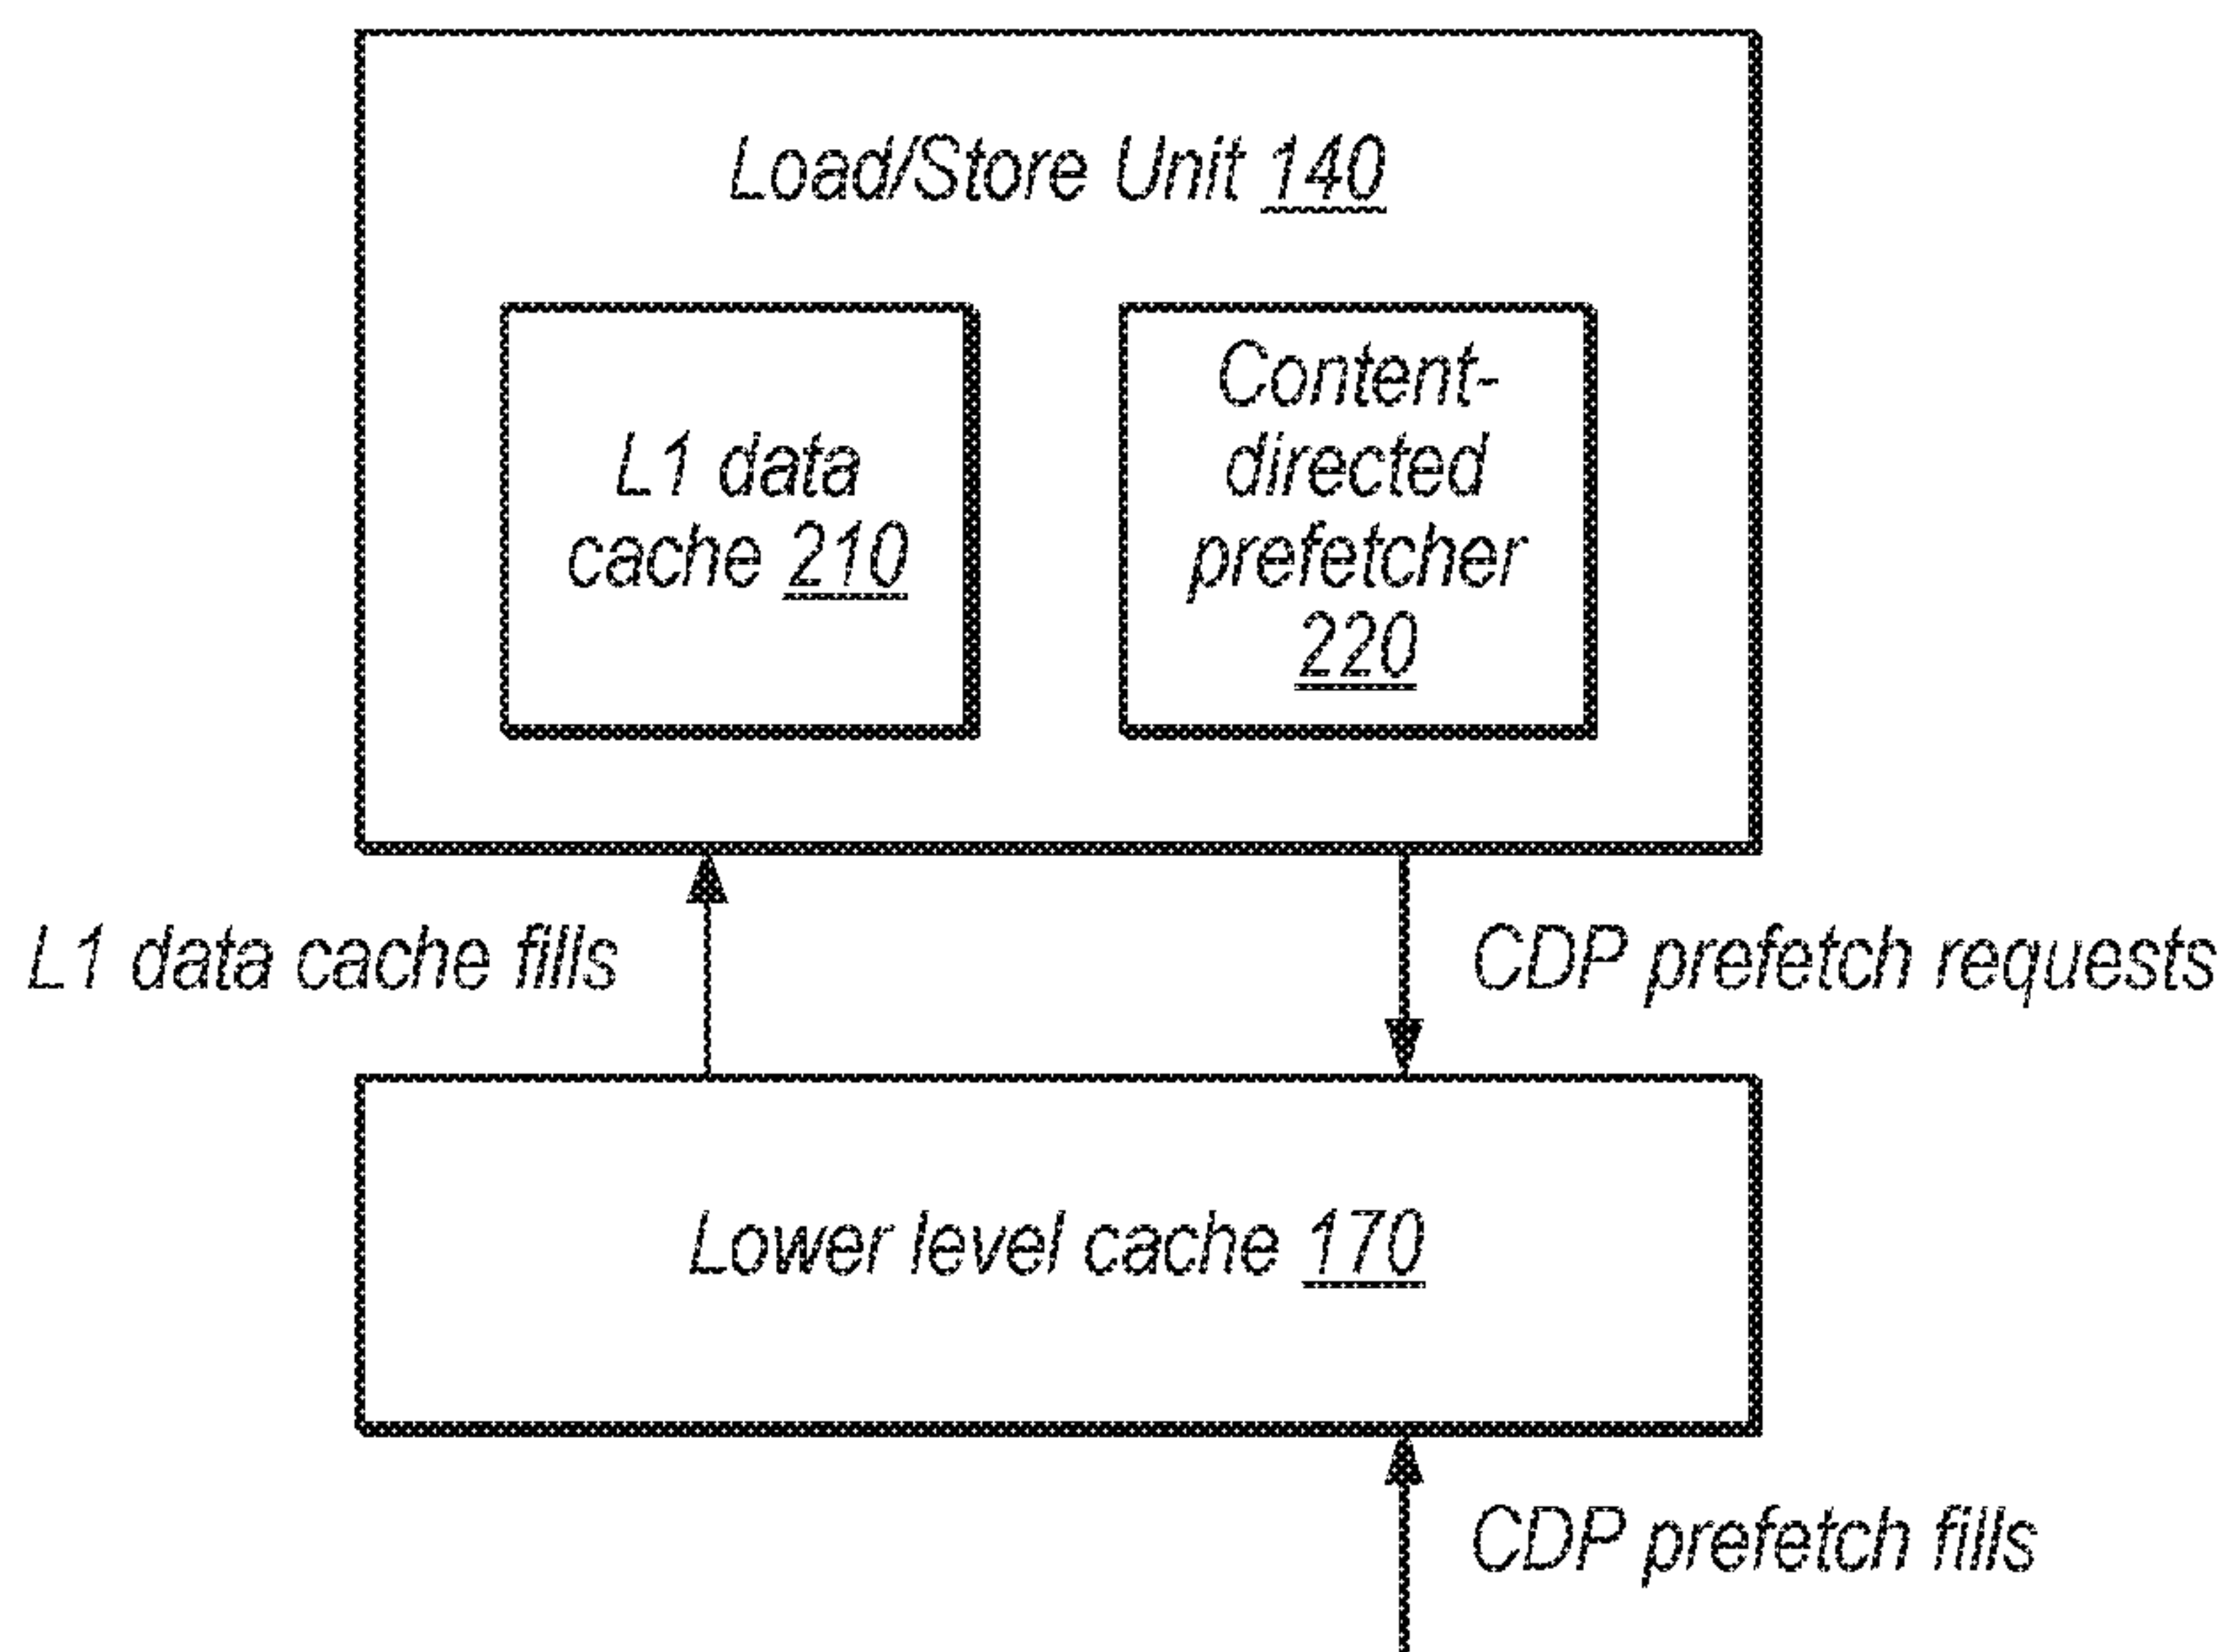 Load/Store Unit 140
L1 data
cache 210
Content-
directed
prefetcher
220
L1 data cache fills
CDP prefetch requests
Lower level cache 170
CDP prefetch fills